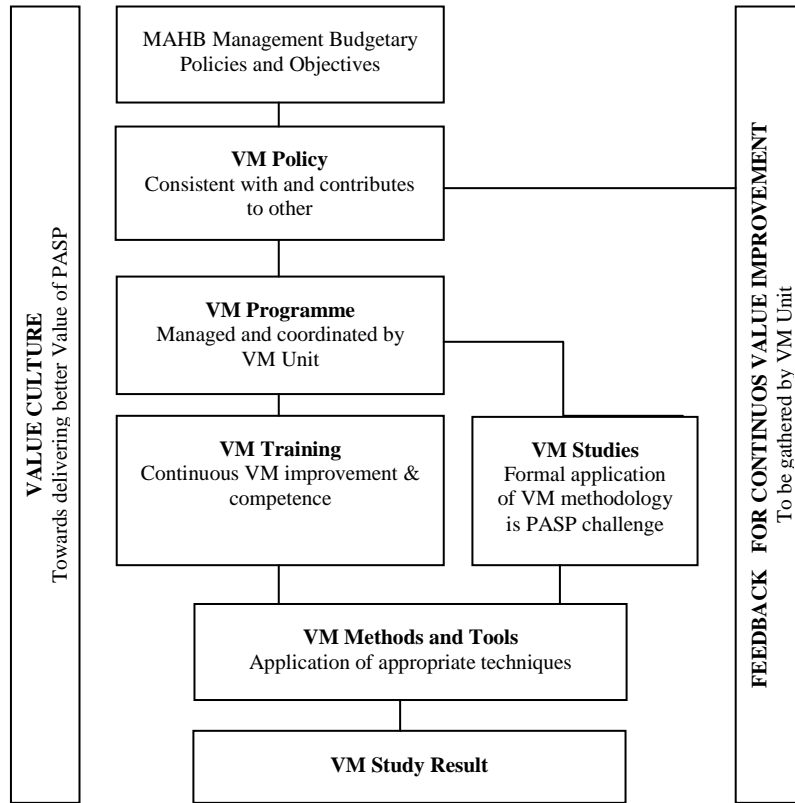 MAHB Management Budgetary
Policies and Objectives
VM Policy
Consistent with and contributes
to other
VM Programme
Managed and coordinated by
VM Unit
VM Training
Continuous VM improvement &
competence
VM Studies
Formal application
of VM methodology
is PASP challenge
VM Methods and Tools
Application of appropriate techniques
VM Study Result
VALUE CULTURE
Towards delivering better Value of PASP
FEEDBACK FOR CONTINUOS VALUE IMPROVEMENT
To be gathered by VM Unit